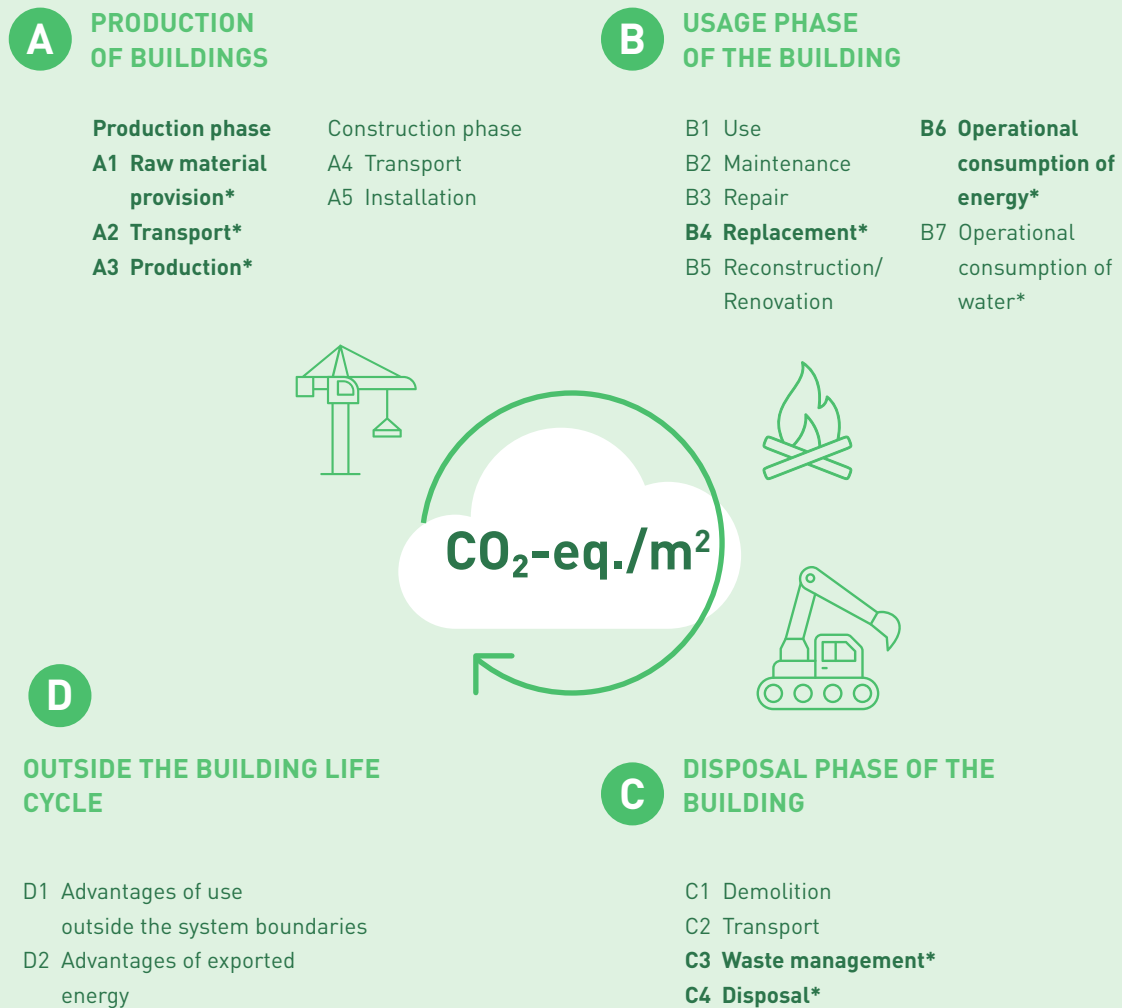 A
PRODUCTION
OF BUILDINGS
Production phase
A1 Raw material
provision*
A2 Transport*
A3 Production*
Construction phase
A4 Transport
A5 Installation
B
USAGE PHASE
OF THE BUILDING
B1 Use
B2 Maintenance
B3 Repair
B4 Replacement*
B5 Reconstruction/
Renovation
B6 Operational
consumption of
energy*
B7 Operational
consumption of
water*
CO₂-eq./m²
D
OUTSIDE THE BUILDING LIFE
CYCLE
D1 Advantages of use
outside the system boundaries
D2 Advantages of exported
energy
C
DISPOSAL PHASE OF THE
BUILDING
C1 Demolition
C2 Transport
C3 Waste management*
C4 Disposal*